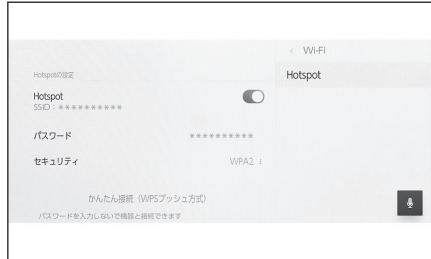 < Wi-Fi
Hotspot
Hotspotの設定
Hotspot
SSID：＊＊＊＊＊＊＊＊＊＊
パスワード ＊＊＊＊＊＊＊＊＊＊
セキュリティ WPA2
かんたん接続（WPSプッシュ方式）
パスワードを入力しないで機器と接続できます